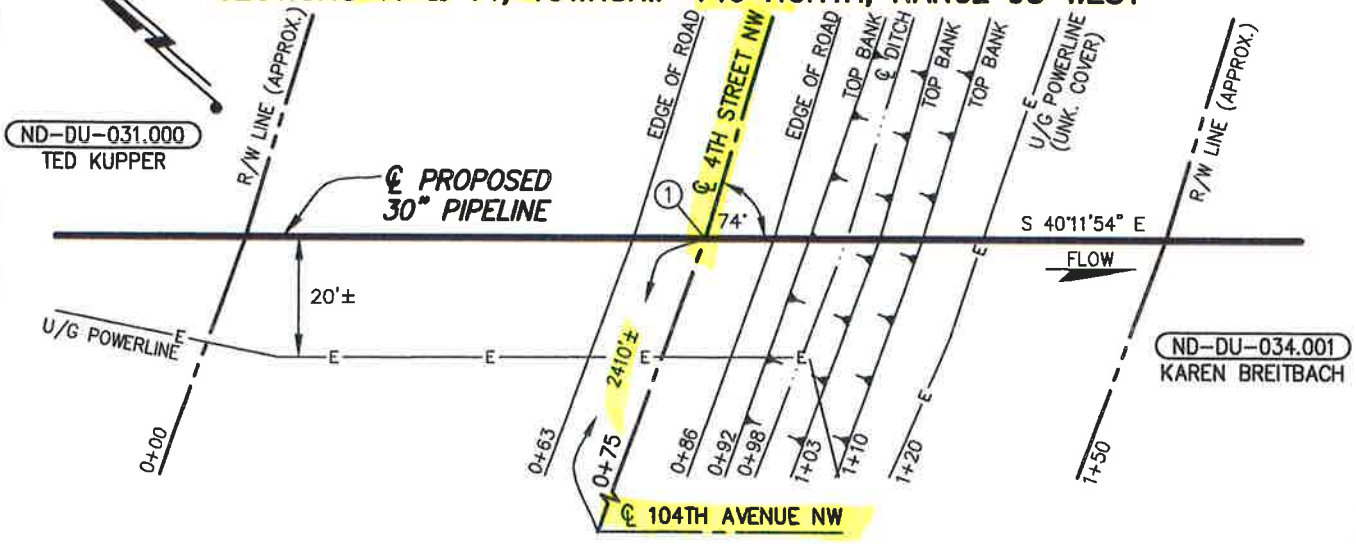 R/W LINE (APPROX.)
EDGE OF ROAD
℄ 4TH STREET NW
EDGE OF ROAD
TOP BANK
℄ DITCH
TOP BANK
TOP BANK
U/G POWERLINE
(UNK. COVER)
R/W LINE (APPROX.)
ND-DU-031.000
TED KUPPER
℄ PROPOSED
30" PIPELINE
1
74°
S 40°11'54" E
FLOW
20'±
U/G POWERLINE
E
E
E
E
E
E
E
E
2410'±
ND-DU-034.001
KAREN BREITBACH
0+00
0+63
0+75
0+86
0+92
0+98
1+03
1+10
1+20
1+50
℄ 104TH AVENUE NW